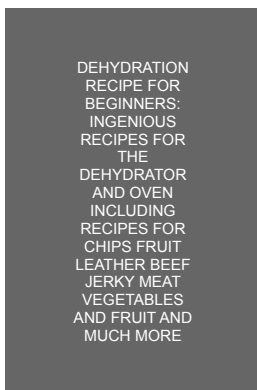 DEHYDRATION
RECIPE FOR
BEGINNERS:
INGENIOUS
RECIPES FOR
THE
DEHYDRATOR
AND OVEN
INCLUDING
RECIPES FOR
CHIPS FRUIT
LEATHER BEEF
JERKY MEAT
VEGETABLES
AND FRUIT AND
MUCH MORE